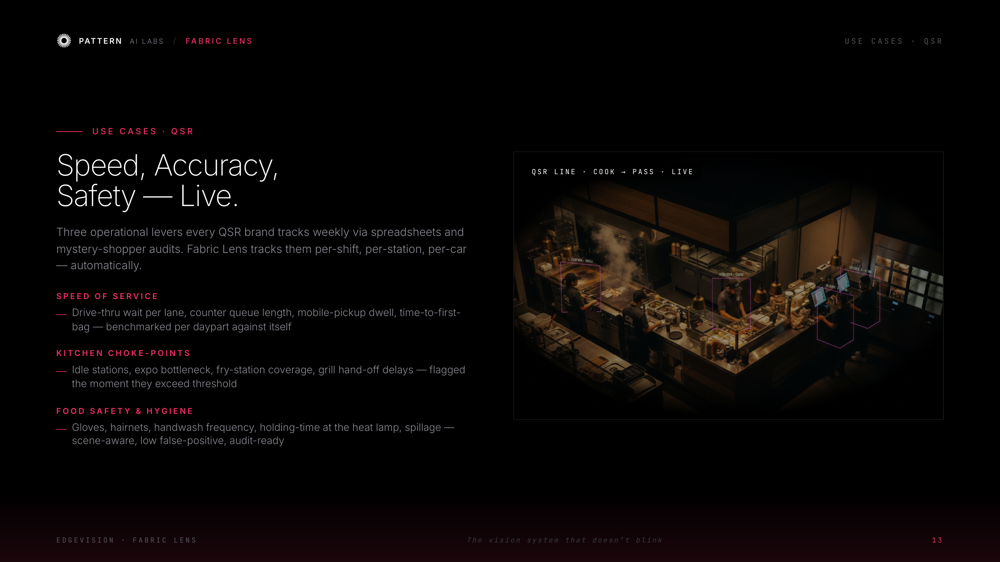 PATTERN AI LABS / FABRIC LENS
USE CASES · QSR
USE CASES · QSR
Speed, Accuracy,
Safety — Live.
Three operational levers every QSR brand tracks weekly via spreadsheets and
mystery-shopper audits. Fabric Lens tracks them per-shift, per-station, per-car
— automatically.
SPEED OF SERVICE
— Drive-thru wait per lane, counter queue length, mobile-pickup dwell, time-to-first-
bag — benchmarked per daypart against itself
KITCHEN CHOKE-POINTS
— Idle stations, expo bottleneck, fry-station coverage, grill hand-off delays — flagged
the moment they exceed threshold
FOOD SAFETY & HYGIENE
— Gloves, hairnets, handwash frequency, holding-time at the heat lamp, spillage —
scene-aware, low false-positive, audit-ready
QSR LINE · COOK → PASS · LIVE
EDGEVISION · FABRIC LENS
The vision system that doesn’t blink
13